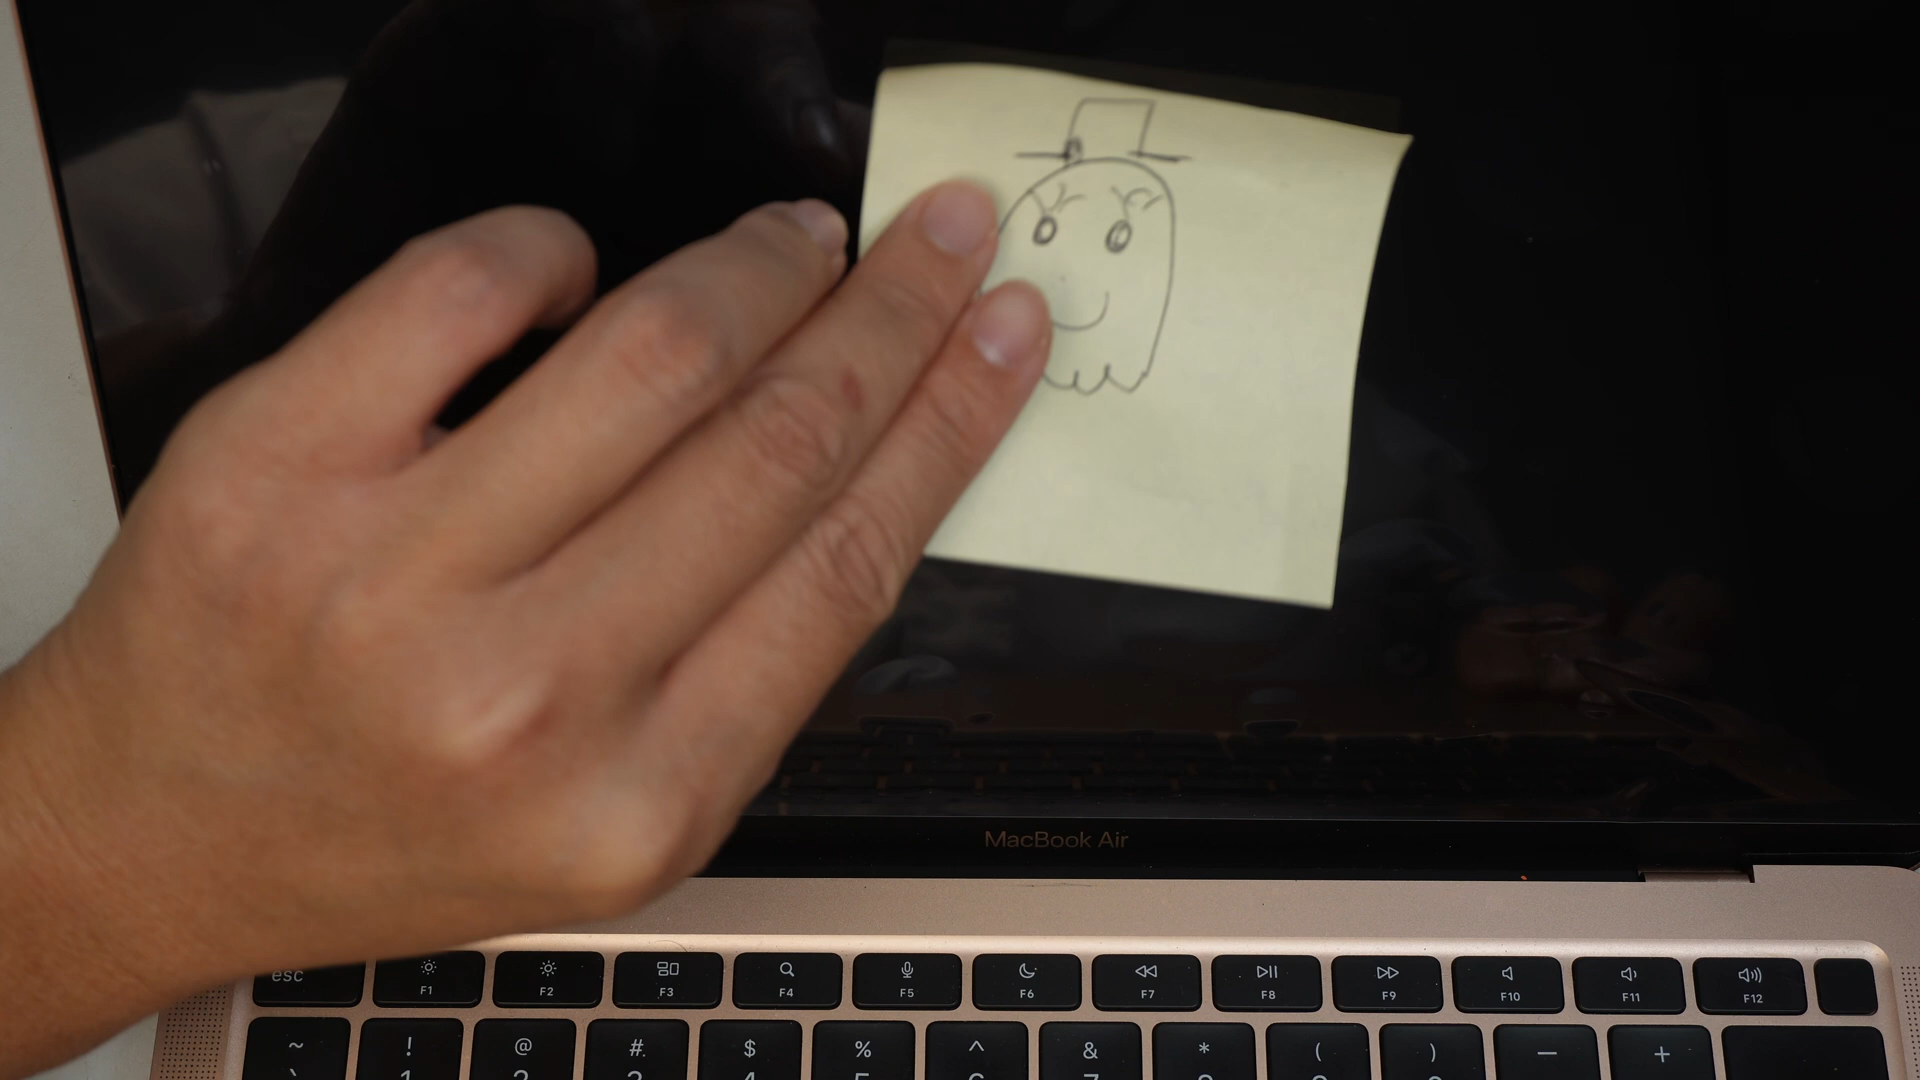 MacBook Air
esc F1 F2 F3 F4 F5 F6 F7 F8 F9 F10 F11 F12
~ ! @ # $ % ^ & * ( ) — +